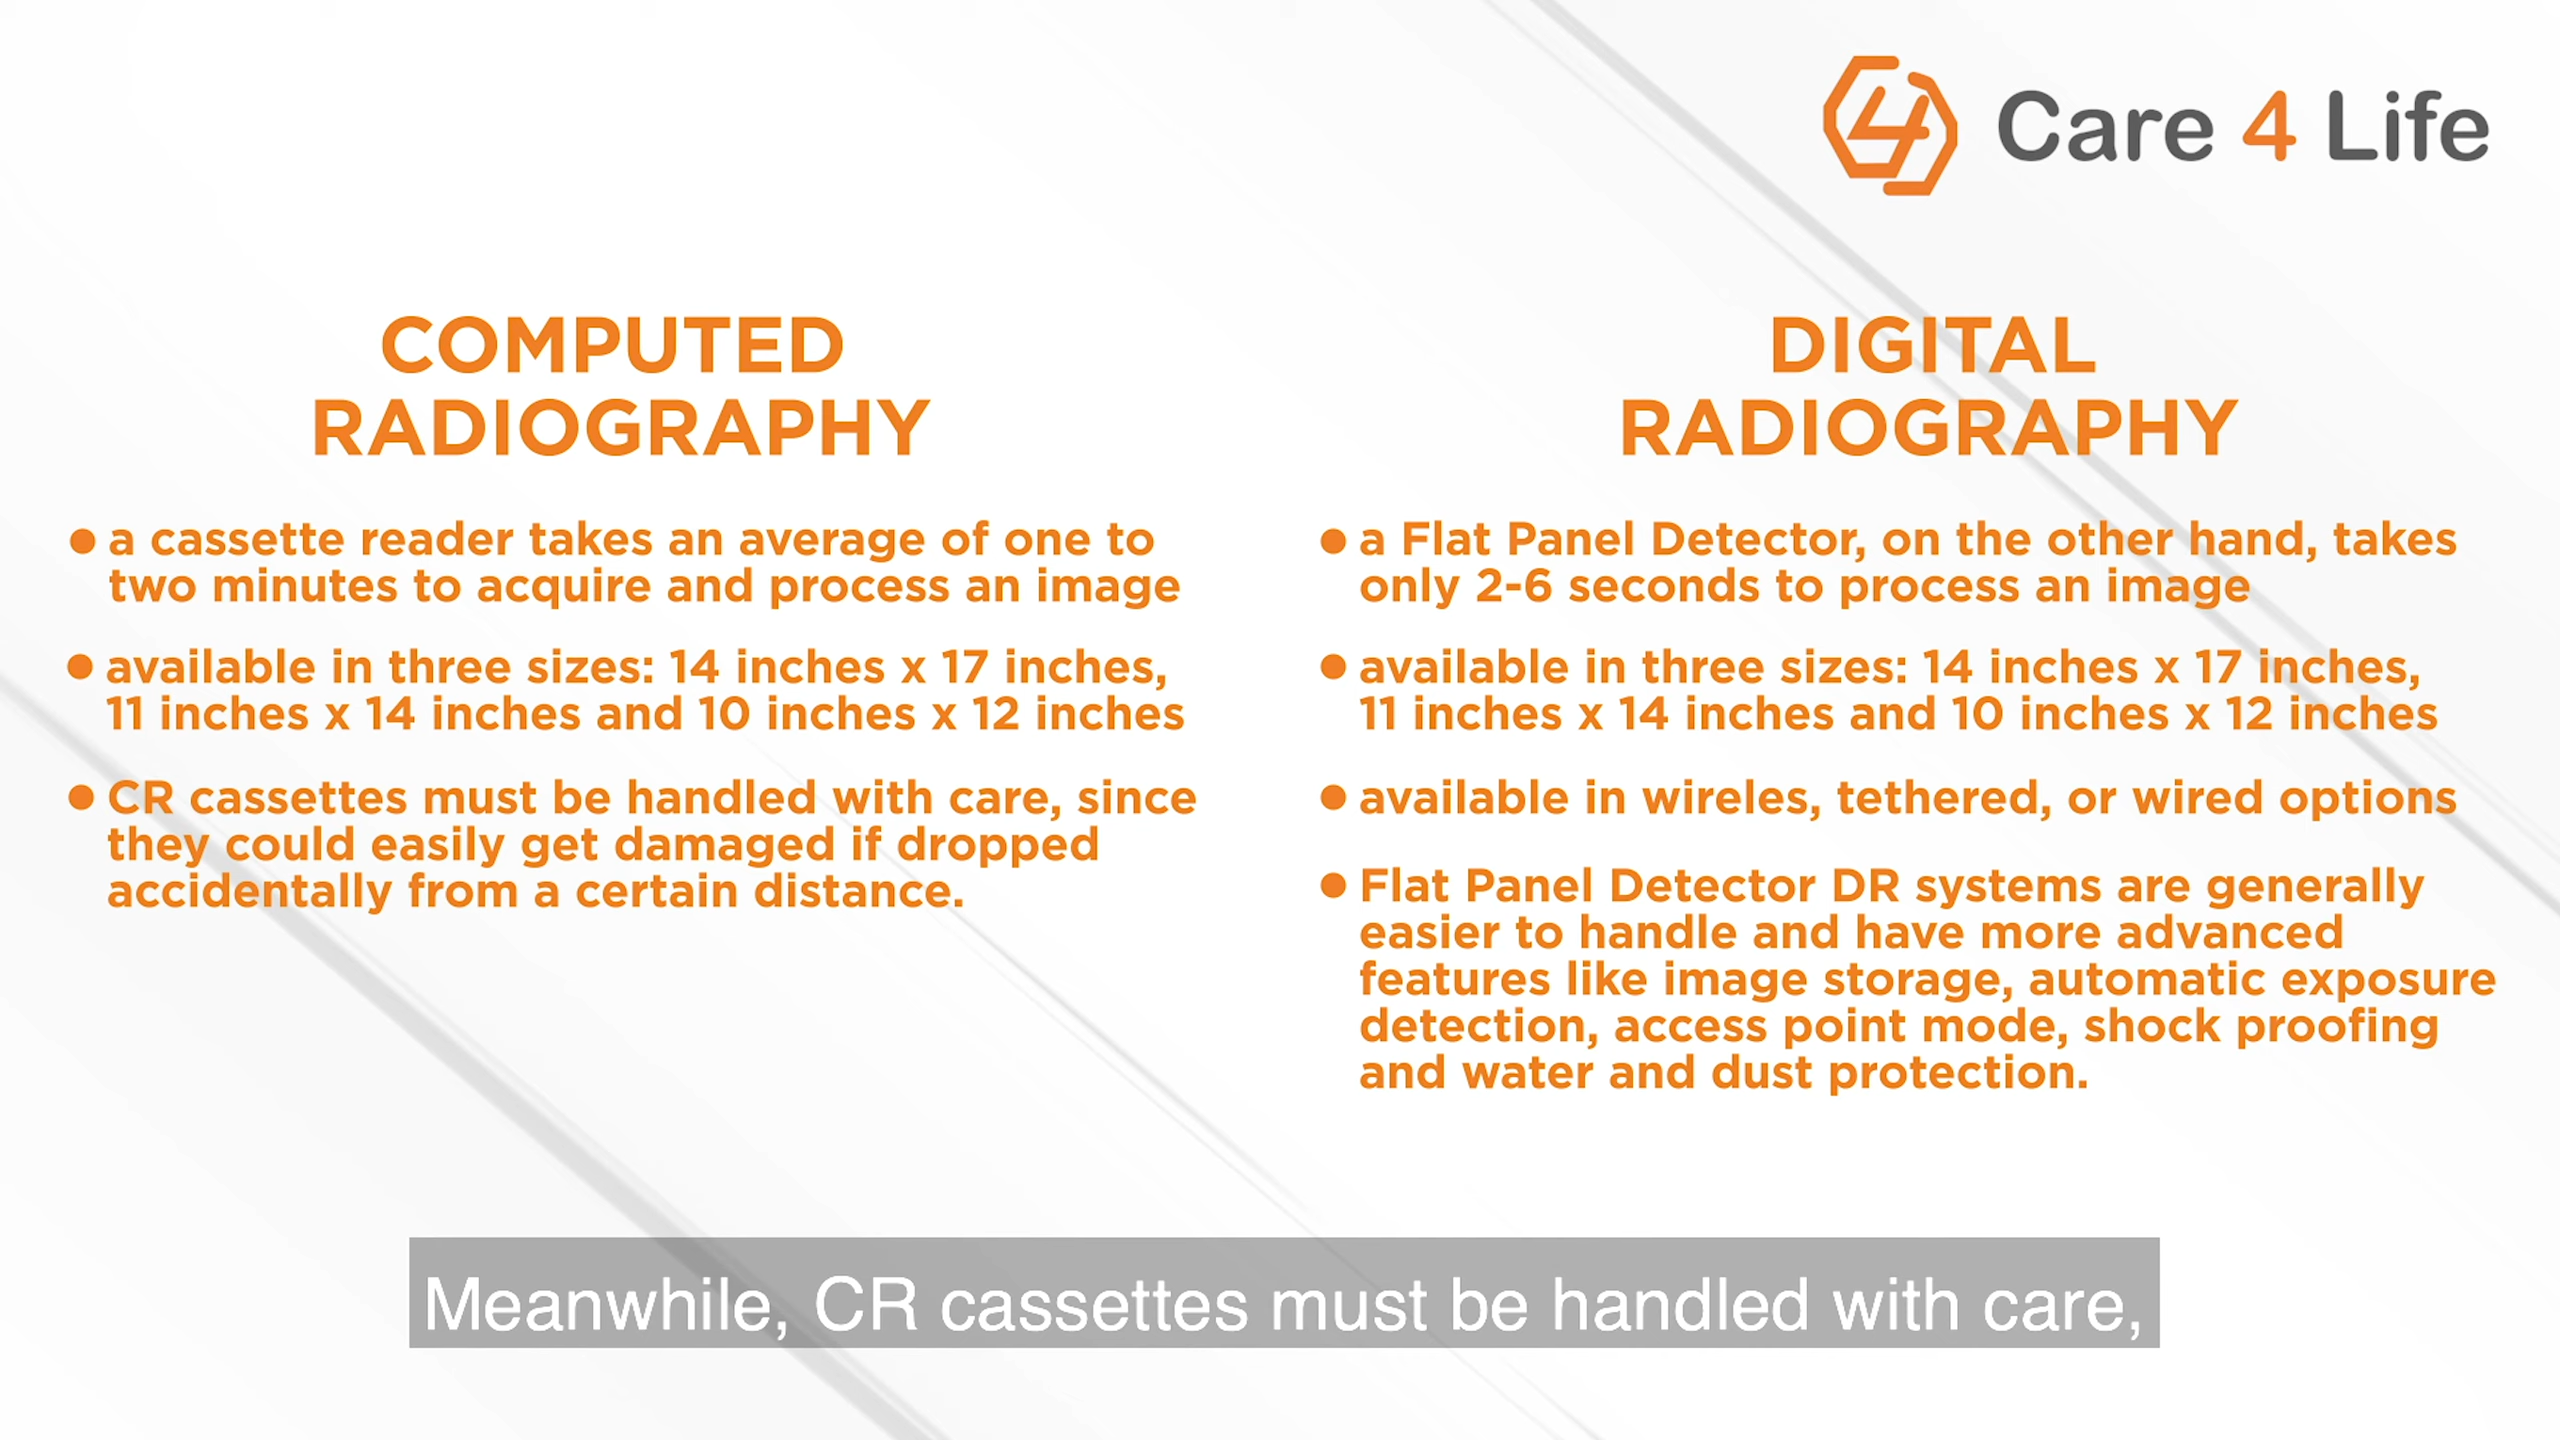 Care 4 Life
COMPUTED
RADIOGRAPHY
a cassette reader takes an average of one to
two minutes to acquire and process an image
available in three sizes: 14 inches x 17 inches,
11 inches x 14 inches and 10 inches x 12 inches
CR cassettes must be handled with care, since
they could easily get damaged if dropped
accidentally from a certain distance.
DIGITAL
RADIOGRAPHY
a Flat Panel Detector, on the other hand, takes
only 2-6 seconds to process an image
available in three sizes: 14 inches x 17 inches,
11 inches x 14 inches and 10 inches x 12 inches
available in wireles, tethered, or wired options
Flat Panel Detector DR systems are generally
easier to handle and have more advanced
features like image storage, automatic exposure
detection, access point mode, shock proofing
and water and dust protection.
Meanwhile, CR cassettes must be handled with care,